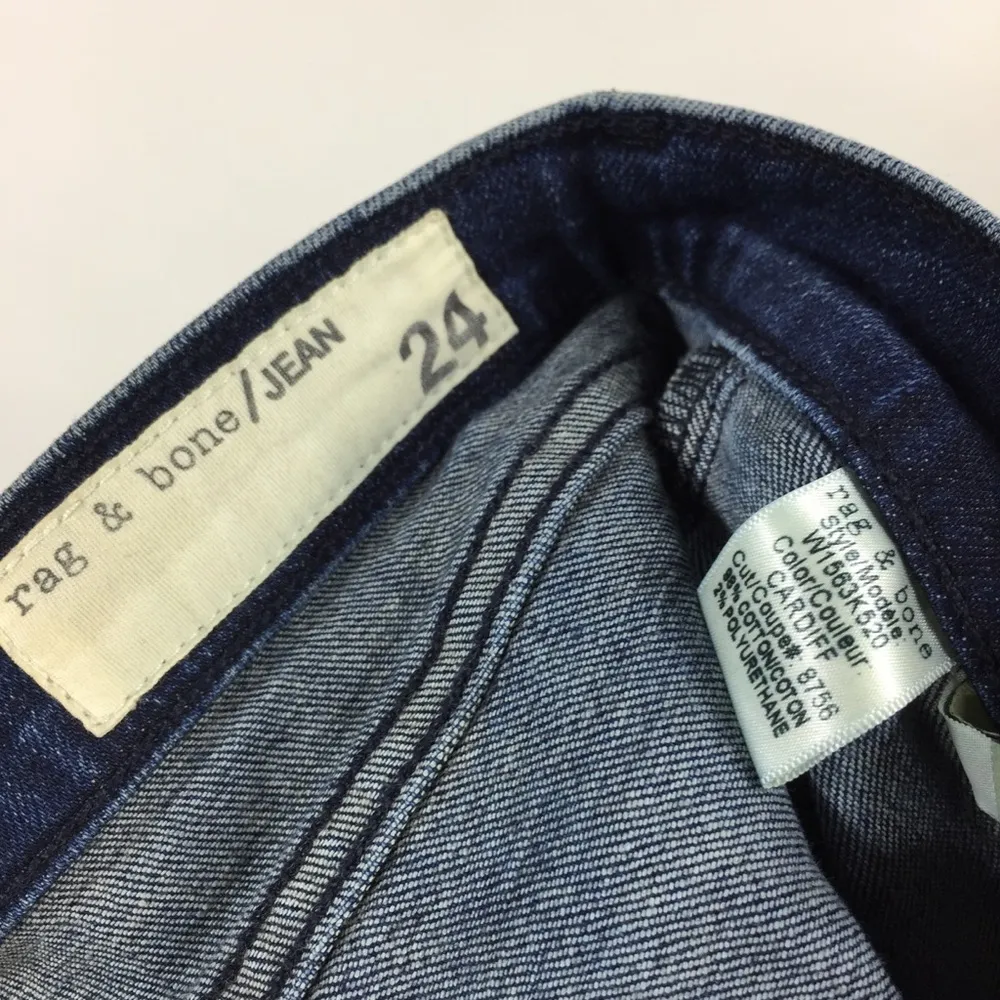 rag & bone/JEAN
24
rag & bone
Style/Modele
W1563K520
Color/Couleur
CARDIFF
Cut/Coupe# 8756
98% COTTON/COTON
2% POLYURETHANE